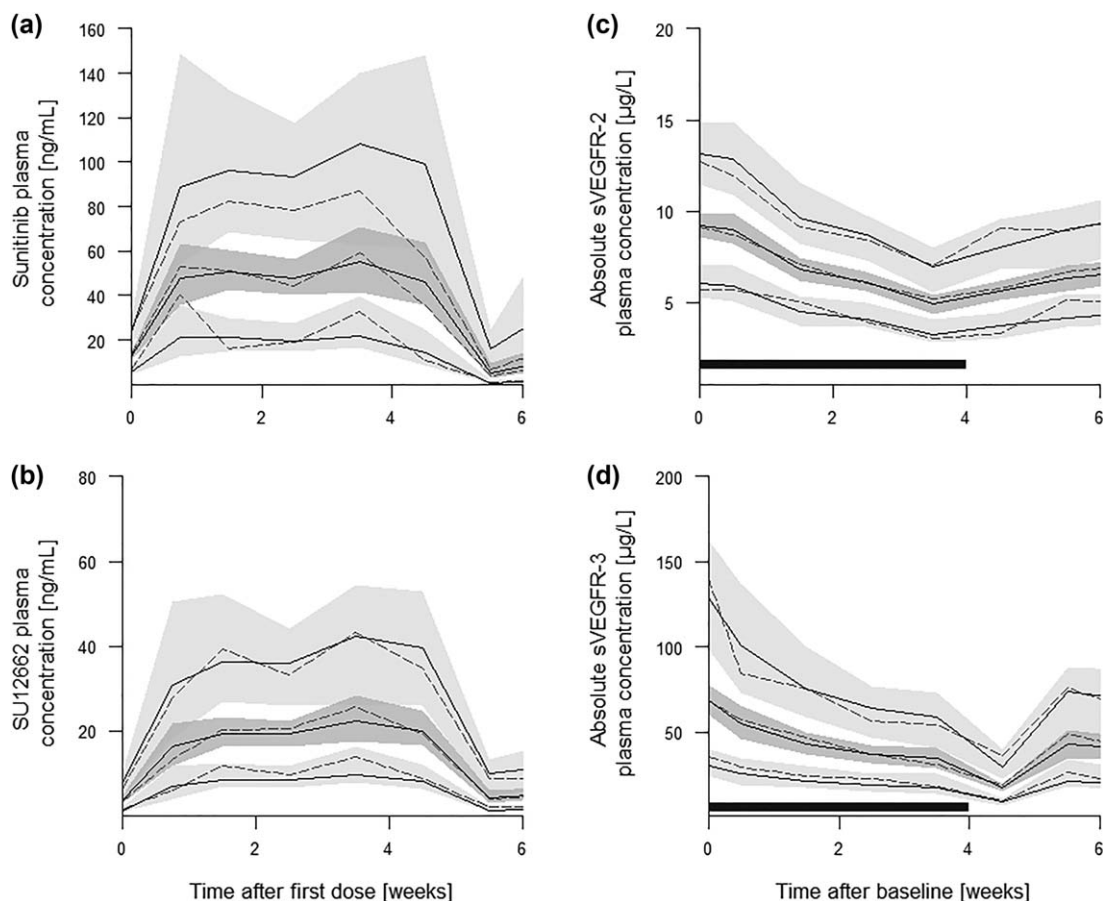 (a)
Sunitinib plasma
concentration [ng/mL]
160
140
120
100
80
60
40
20
0 2 4 6
(c)
Absolute sVEGFR-2
plasma concentration [µg/L]
20
15
10
5
0 2 4 6
(b)
SU12662 plasma
concentration [ng/mL]
80
60
40
20
0 2 4 6
Time after first dose [weeks]
(d)
Absolute sVEGFR-3
plasma concentration [µg/L]
200
150
100
50
0 2 4 6
Time after baseline [weeks]